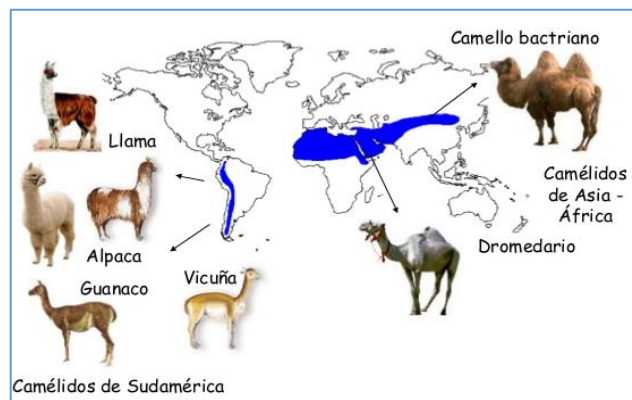 Camello bactriano
Llama
Camélidos
de Asia -
África
Alpaca
Dromedario
Guanaco
Vicuña
Camélidos de Sudamérica